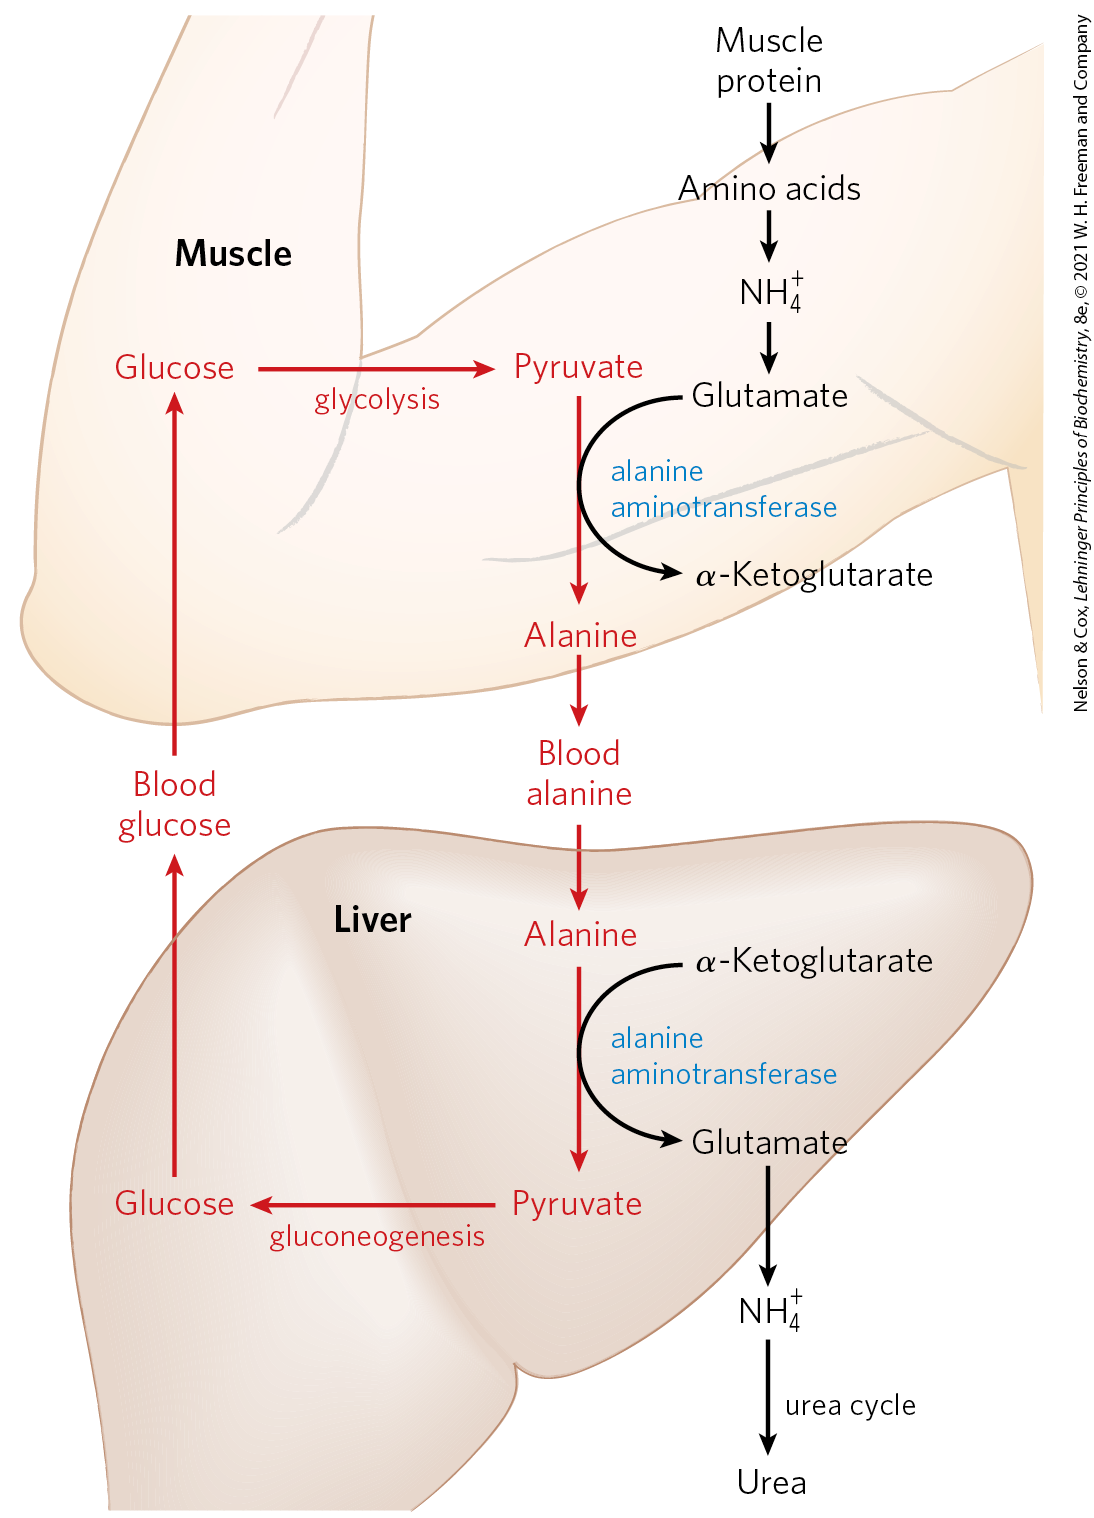 Muscle
protein
Amino acids
NH₄⁺
Muscle
Glucose
glycolysis
Pyruvate
Glutamate
alanine
aminotransferase
α-Ketoglutarate
Alanine
Blood
alanine
Blood
glucose
Liver
Alanine
α-Ketoglutarate
alanine
aminotransferase
Glutamate
Pyruvate
gluconeogenesis
Glucose
NH₄⁺
urea cycle
Urea
Nelson & Cox, Lehninger Principles of Biochemistry, 8e, © 2021 W. H. Freeman and Company